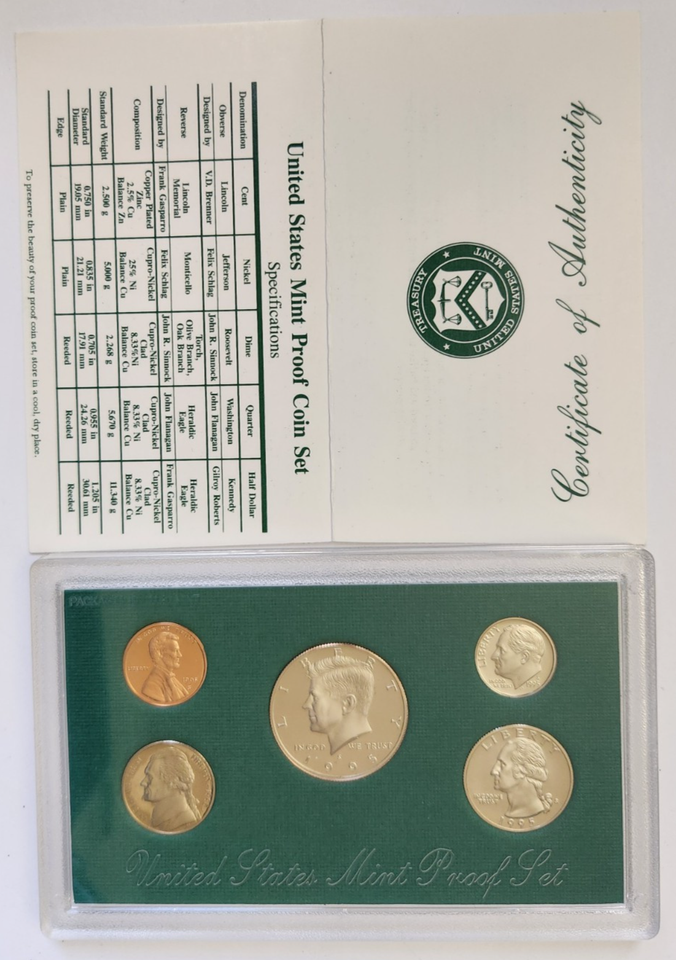 Certificate of Authenticity
TREASURY
UNITED STATES MINT
United States Mint Proof Coin Set
Specifications
Denomination Cent Nickel Dime Quarter Half Dollar
Obverse Lincoln Jefferson Roosevelt Washington Kennedy
Designed by V.D. Brenner Felix Schlag John R. Sinnock John Flanagan Gilroy Roberts
Reverse Lincoln Memorial Monticello Torch, Olive Branch, Oak Branch Heraldic Eagle Heraldic Eagle
Designed by Frank Gasparro Felix Schlag John R. Sinnock John Flanagan Frank Gasparro
Composition Copper Plated Zinc 2.5% Cu Balance Zn Cupro-Nickel 25% Ni Balance Cu Cupro-Nickel Clad 8.33% Ni Balance Cu Cupro-Nickel Clad 8.33% Ni Balance Cu Cupro-Nickel Clad 8.33% Ni Balance Cu
Standard Weight 2.500 g 5.000 g 2.268 g 5.670 g 11.340 g
Standard Diameter 0.750 in 19.05 mm 0.835 in 21.21 mm 0.705 in 17.91 mm 0.955 in 24.26 mm 1.205 in 30.61 mm
Edge Plain Plain Reeded Reeded Reeded
To preserve the beauty of your proof coin set, store in a cool, dry place.
LIBERTY
IN GOD WE TRUST
LIBERTY
LIBERTY
1995
United States Mint Proof Set